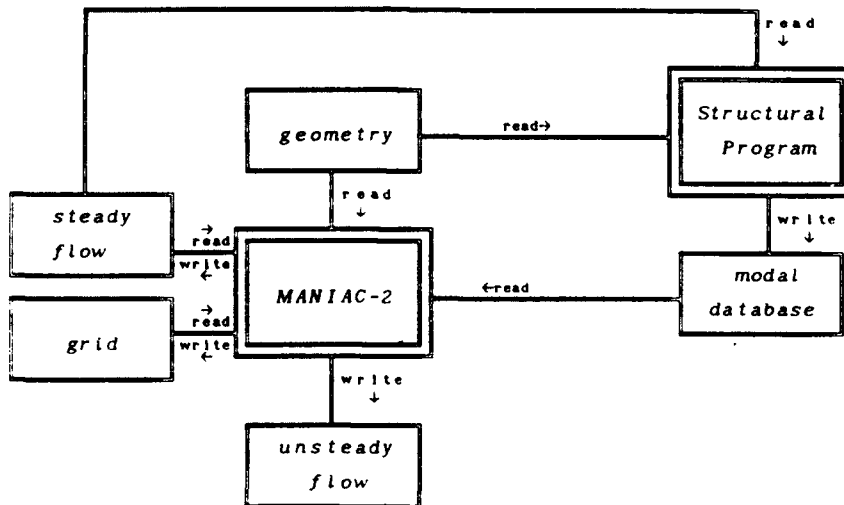 read
↓
Structural
Program
geometry
read→
read
↓
write
↓
steady
flow
→
read
write
←
MANIAC-2
←read
modal
database
grid
→
read
write
←
write
↓
unsteady
flow